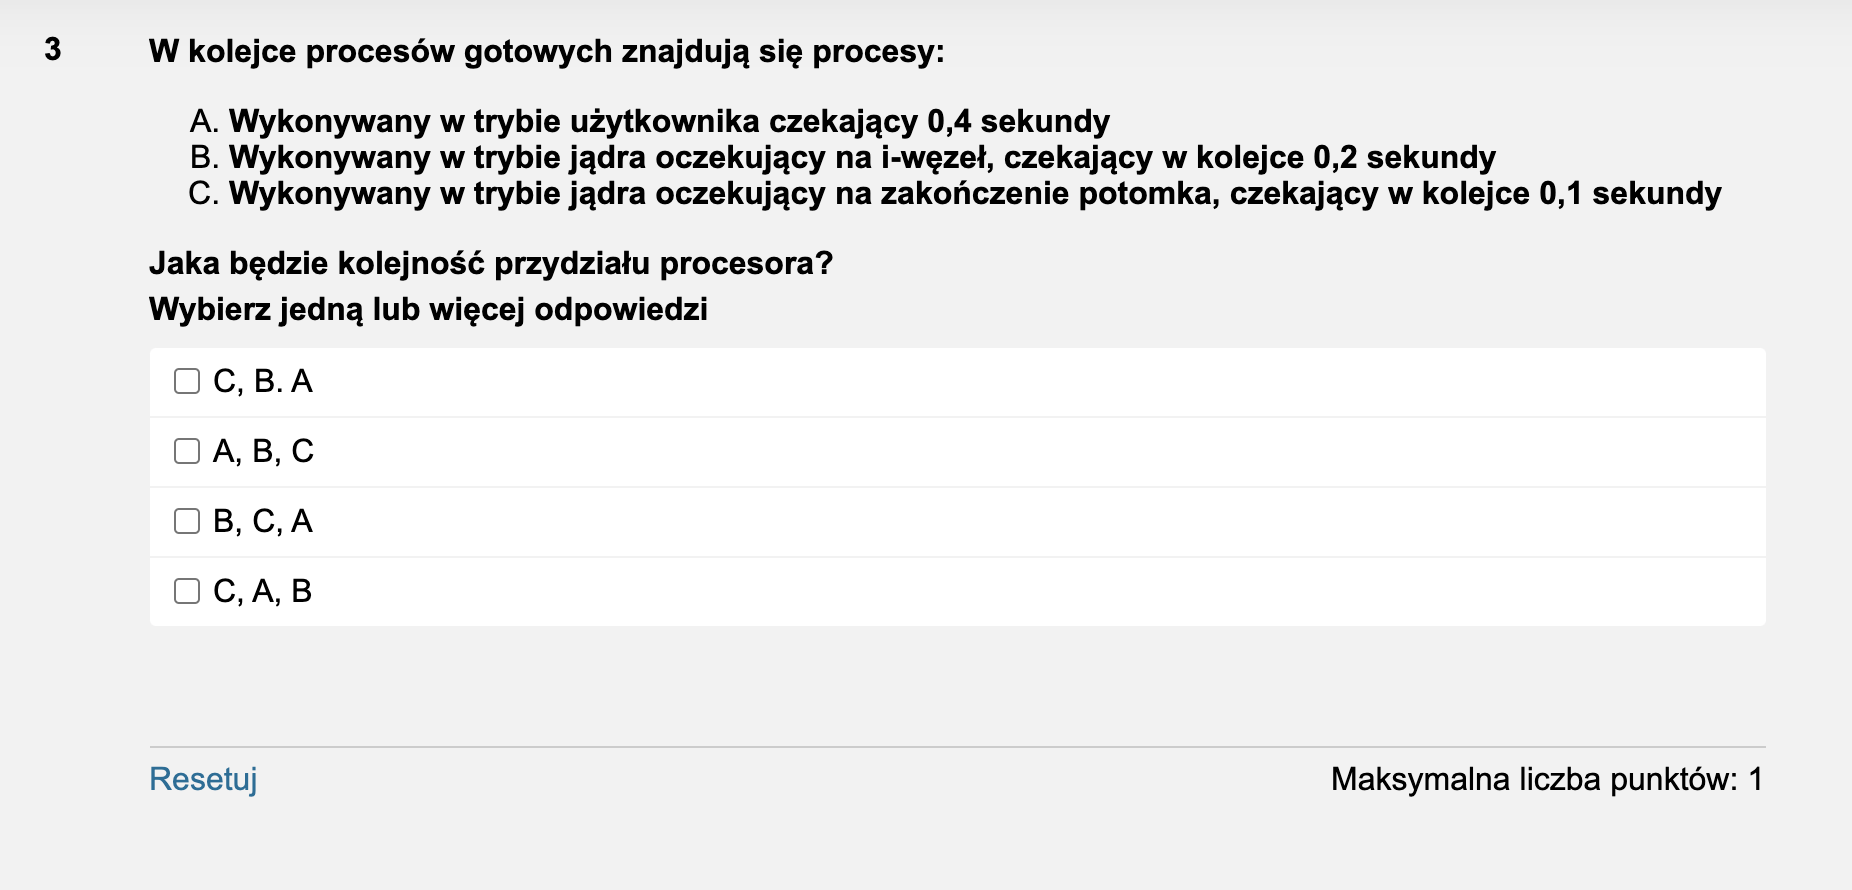 3
W kolejce procesów gotowych znajdują się procesy:
A. Wykonywany w trybie użytkownika czekający 0,4 sekundy
B. Wykonywany w trybie jądra oczekujący na i-węzeł, czekający w kolejce 0,2 sekundy
C. Wykonywany w trybie jądra oczekujący na zakończenie potomka, czekający w kolejce 0,1 sekundy
Jaka będzie kolejność przydziału procesora?
Wybierz jedną lub więcej odpowiedzi
C, B. A
A, B, C
B, C, A
C, A, B
Resetuj
Maksymalna liczba punktów: 1